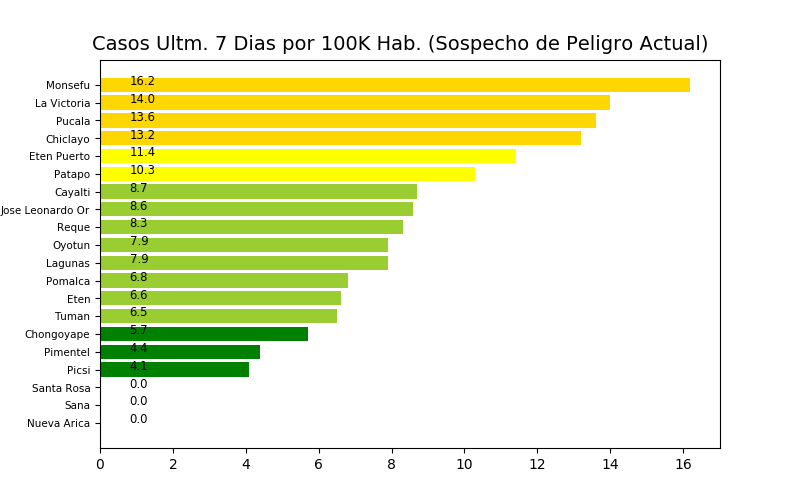 Casos Ultm. 7 Dias por 100K Hab. (Sospecho de Peligro Actual)
Monsefu 16.2
La Victoria 14.0
Pucala 13.6
Chiclayo 13.2
Eten Puerto 11.4
Patapo 10.3
Cayalti 8.7
Jose Leonardo Or 8.6
Reque 8.3
Oyotun 7.9
Lagunas 7.9
Pomalca 6.8
Eten 6.6
Tuman 6.5
Chongoyape 5.7
Pimentel 4.4
Picsi 4.1
Santa Rosa 0.0
Sana 0.0
Nueva Arica 0.0
0 2 4 6 8 10 12 14 16